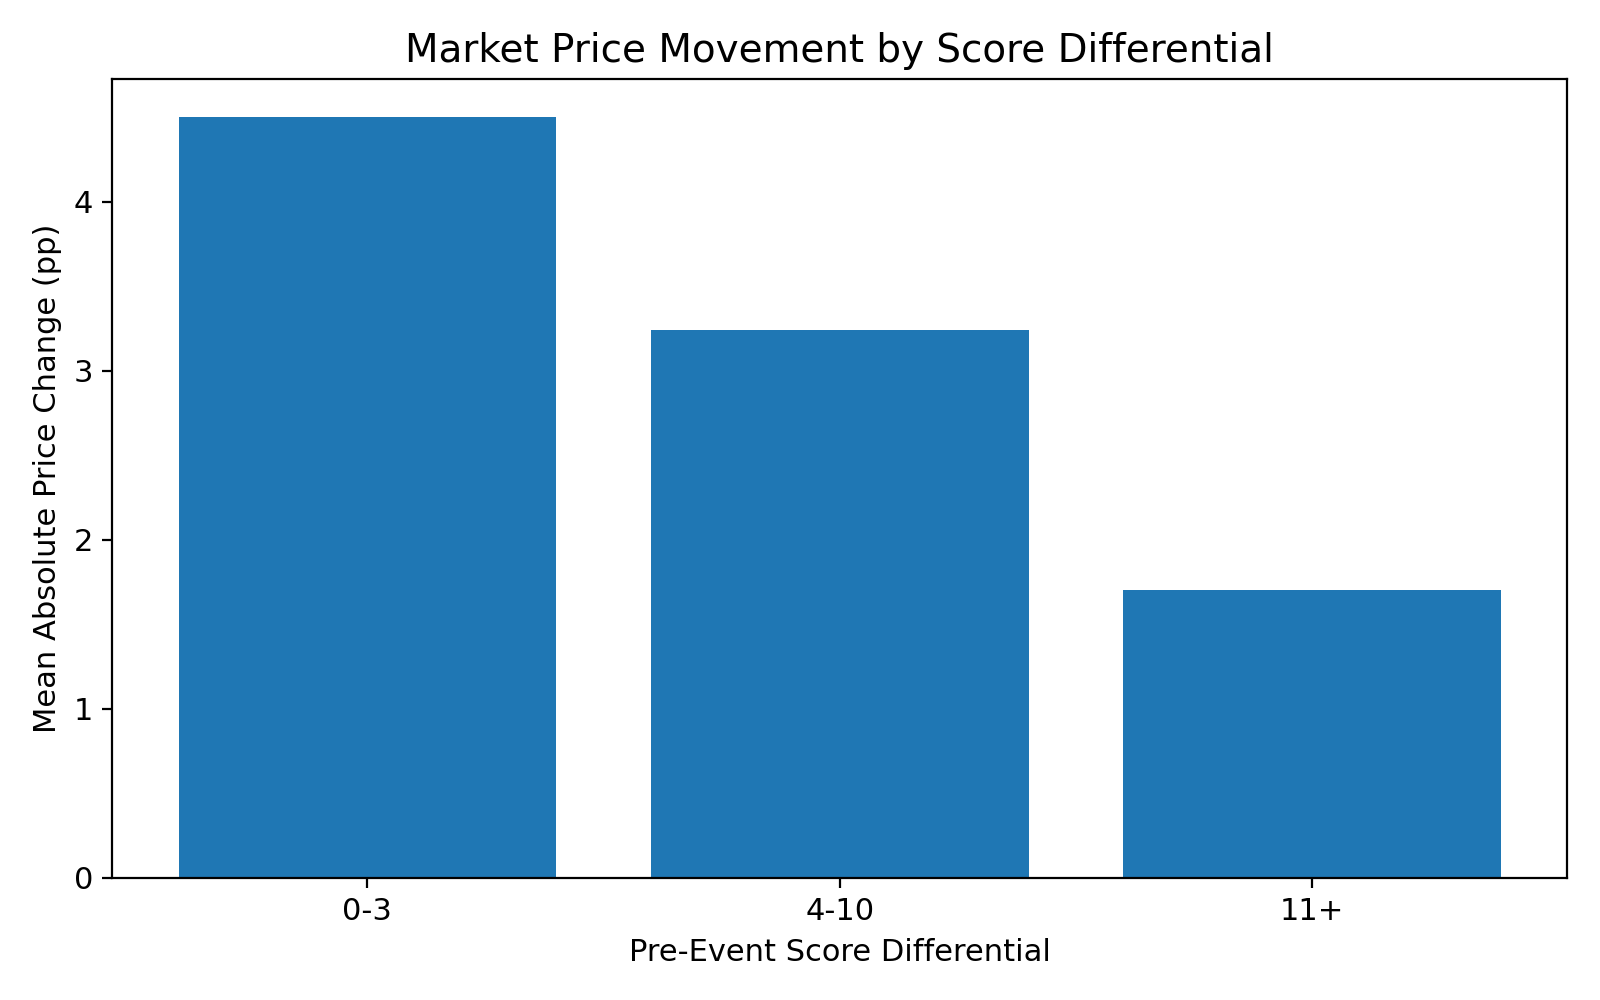 Market Price Movement by Score Differential
Mean Absolute Price Change (pp)
4
3
2
1
0
0-3
4-10
11+
Pre-Event Score Differential